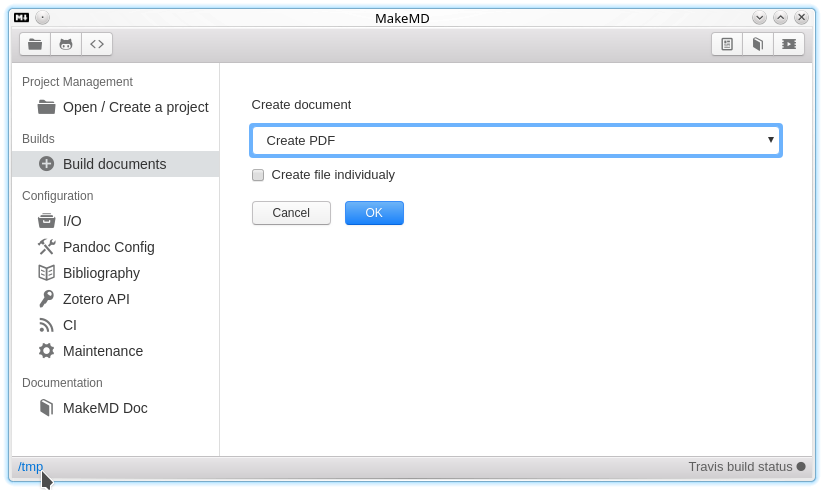 MakeMD
Project Management
Open / Create a project
Builds
Build documents
Configuration
I/O
Pandoc Config
Bibliography
Zotero API
CI
Maintenance
Documentation
MakeMD Doc
Create document
Create PDF
Create file individualy
Cancel OK
/tmp Travis build status